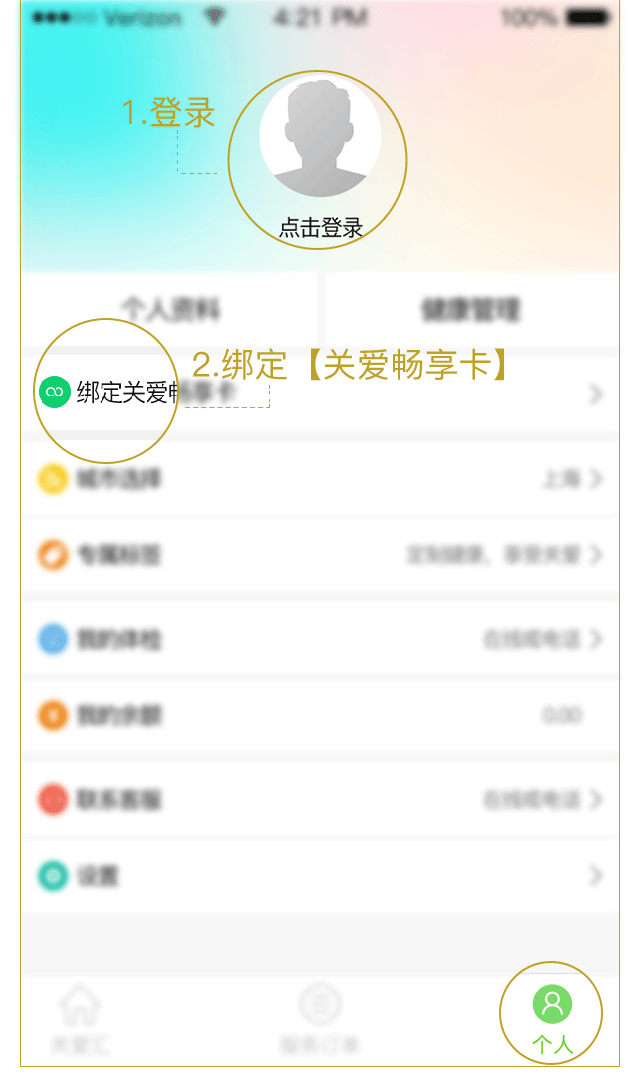 Verizon 4:21 PM 100%
1.登录
点击登录
个人资料 健康管理
2.绑定【关爱畅享卡】
绑定关爱畅享卡
城市选择 上海
专属标签 定制健康，享受关爱
我的体检 在线或电话
我的余额 0.00
联系客服 在线或电话
设置
关爱汇 服务订单 个人